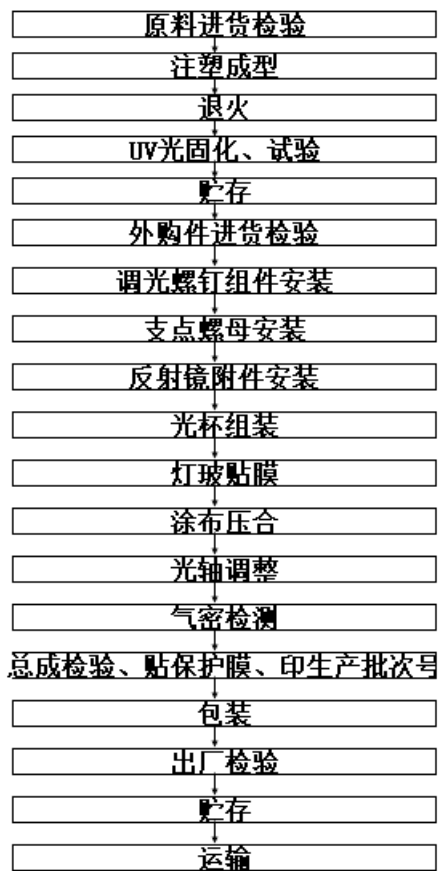 原料进货检验
注塑成型
退火
UV光固化、试验
贮存
外购件进货检验
调光螺钉组件安装
支点螺母安装
反射镜附件安装
光杯组装
灯玻贴膜
涂布压合
光轴调整
气密检测
总成检验、贴保护膜、印生产批次号
包装
出厂检验
贮存
运输